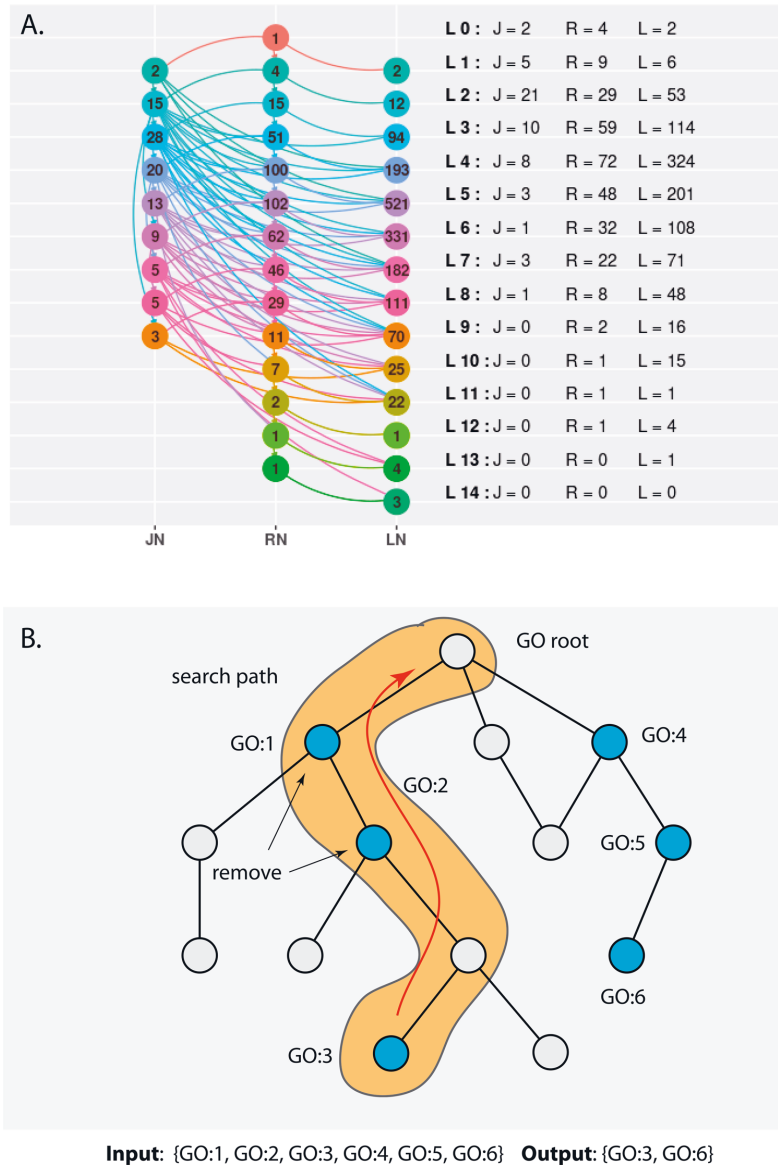 A.
L 0 : J = 2 R = 4 L = 2
L 1 : J = 5 R = 9 L = 6
L 2 : J = 21 R = 29 L = 53
L 3 : J = 10 R = 59 L = 114
L 4 : J = 8 R = 72 L = 324
L 5 : J = 3 R = 48 L = 201
L 6 : J = 1 R = 32 L = 108
L 7 : J = 3 R = 22 L = 71
L 8 : J = 1 R = 8 L = 48
L 9 : J = 0 R = 2 L = 16
L 10 : J = 0 R = 1 L = 15
L 11 : J = 0 R = 1 L = 1
L 12 : J = 0 R = 1 L = 4
L 13 : J = 0 R = 0 L = 1
L 14 : J = 0 R = 0 L = 0
1
2 4 2
15 15 12
28 51 94
20 100 193
13 102 521
9 62 331
5 46 182
5 29 111
3 11 70
7 25
2 22
1 1
1 4
3
JN RN LN
B.
GO root
search path
GO:1
GO:4
GO:2
GO:5
remove
GO:6
GO:3
Input: {GO:1, GO:2, GO:3, GO:4, GO:5, GO:6} Output: {GO:3, GO:6}